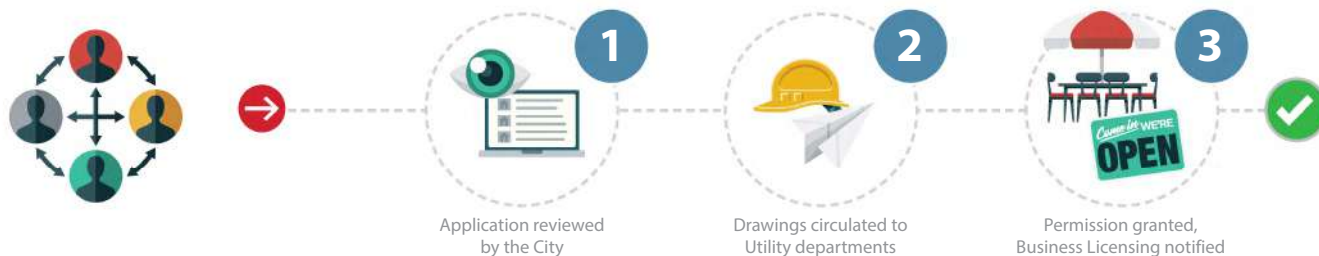 1
2
3
Come in WE'RE
OPEN
Application reviewed
by the City
Drawings circulated to
Utility departments
Permission granted,
Business Licensing notified